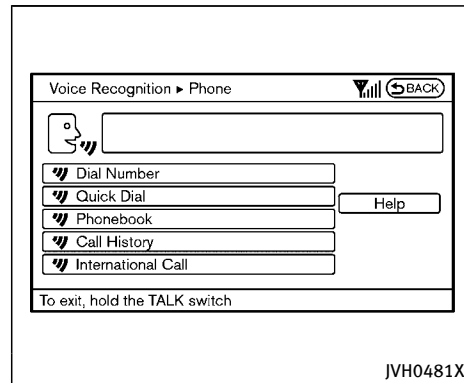 Voice Recognition ▸ Phone
BACK
Dial Number
Quick Dial
Help
Phonebook
Call History
International Call
To exit, hold the TALK switch
JVH0481X